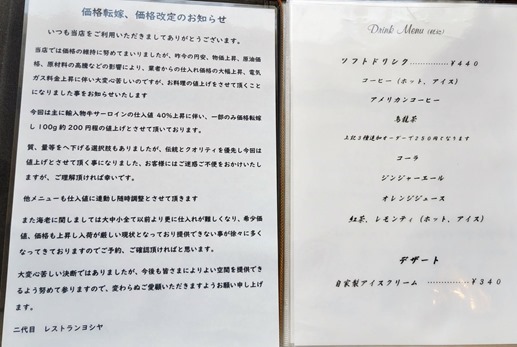 価格転嫁、価格改定のお知らせ
いつも当店をご利用いただきましてありがとうございます。
当店では価格の維持に努めてまいりましたが、昨今の円安、物価上昇、原油価
格、原材料の高騰などの影響により、業者からの仕入れ価格の大幅上昇、電気
ガス料金上昇に伴い大変心苦しいのですが、お料理の値上げをさせて頂くこと
になりました事をお知らせいたします
今回は主に輸入物牛サーロインの仕入値 40%上昇に伴い、一部のみ価格転嫁
し 100g 約 200 円程の値上げとさせて頂いております。
質、量等をへ下げる選択肢もありましたが、伝統とクオリティを優先し今回は
値上げとさせて頂く事になりました、お客様にはご迷惑ご不便をおかけいたし
ますが、ご理解頂ければ幸いです。
他メニューも仕入値に連動し随時調整とさせて頂きます
また海老に関しましては大中小全て以前より更に仕入れが難しくなり、希少価
値、価格も上昇し入荷が厳しい現状となっており提供できない事が徐々に多く
なってきておりますのでご予約、ご確認頂ければと思います。
大変心苦しい決断ではありましたが、今後も皆さまによりよい空間を提供でき
るよう努めて参りますので、変わらぬご愛顧いただきますようお願い申し上げ
ます。
二代目 レストランヨシヤ
Drink Menu (税込)
ソフトドリンク……………¥440
コーヒー (ホット、アイス)
アメリカンコーヒー
烏龍茶
上記3種追加オーダーで250円となります
コーラ
ジンジャーエール
オレンジジュース
紅茶、レモンティ (ホット、アイス)
デザート
自家製アイスクリーム ……………¥340